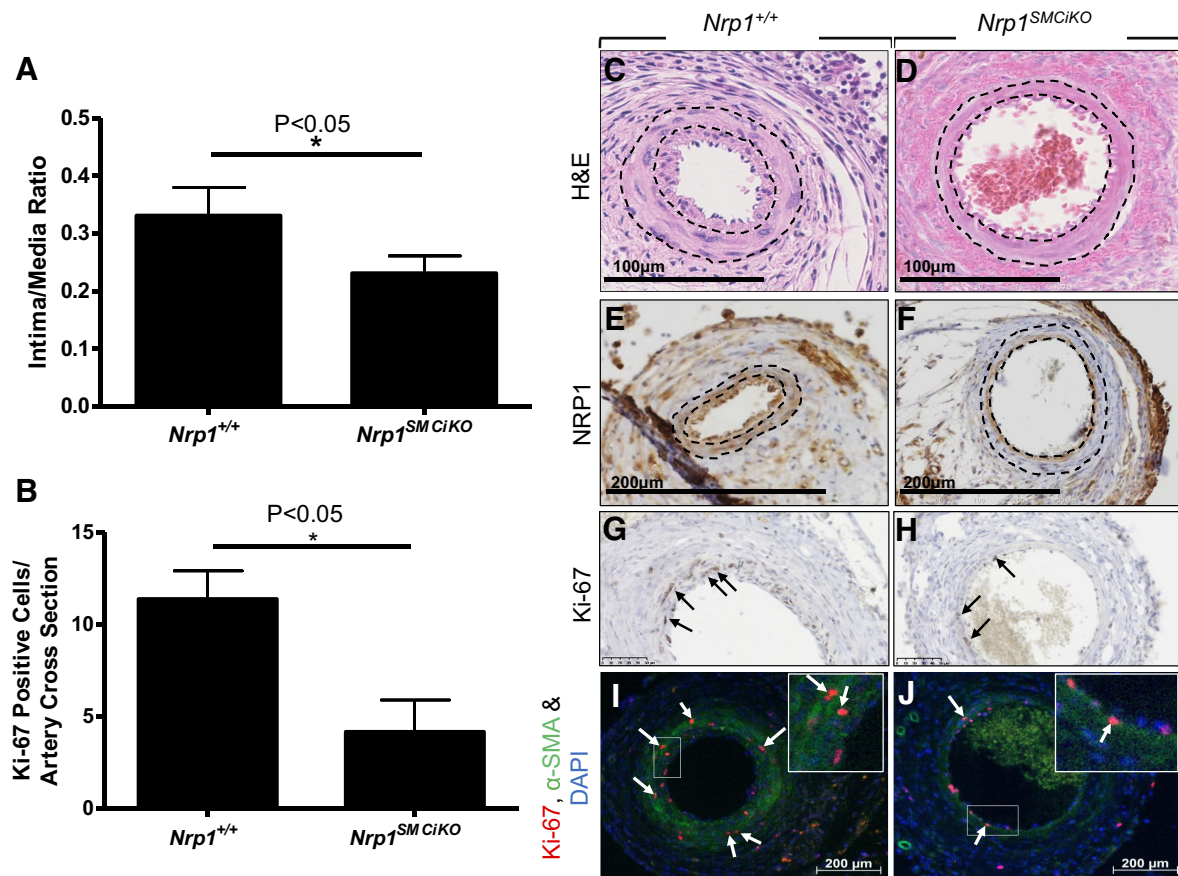 Nrp1+/+
Nrp1SMCiKO
A
P<0.05
*
Intima/Media Ratio
0.5
0.4
0.3
0.2
0.1
0.0
Nrp1+/+
Nrp1SMCiKO
B
P<0.05
*
Ki-67 Positive Cells/
Artery Cross Section
15
10
5
0
Nrp1+/+
Nrp1SMCiKO
H&E
C
100µm
D
100µm
NRP1
E
200µm
F
200µm
Ki-67
G
H
Ki-67, α-SMA &
DAPI
I
200 µm
J
200 µm